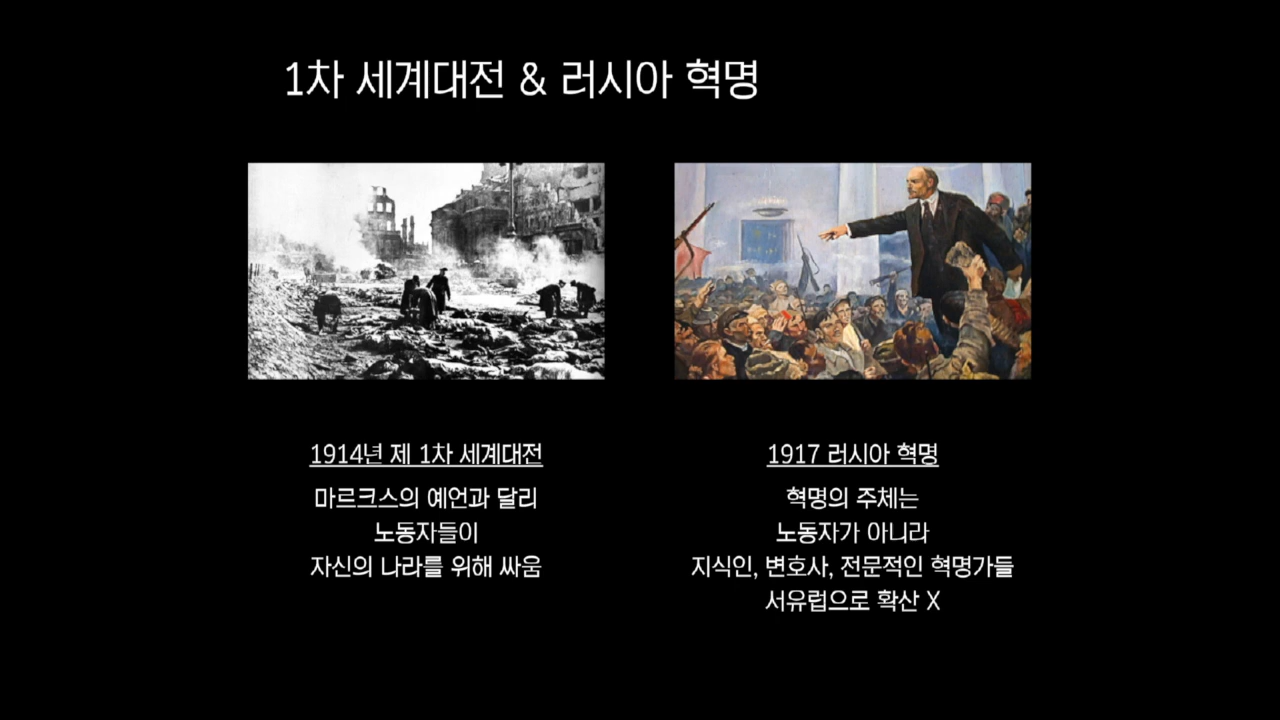 1차 세계대전 & 러시아 혁명
1914년 제 1차 세계대전
마르크스의 예언과 달리
노동자들이
자신의 나라를 위해 싸움
1917 러시아 혁명
혁명의 주체는
노동자가 아니라
지식인, 변호사, 전문적인 혁명가들
서유럽으로 확산 X